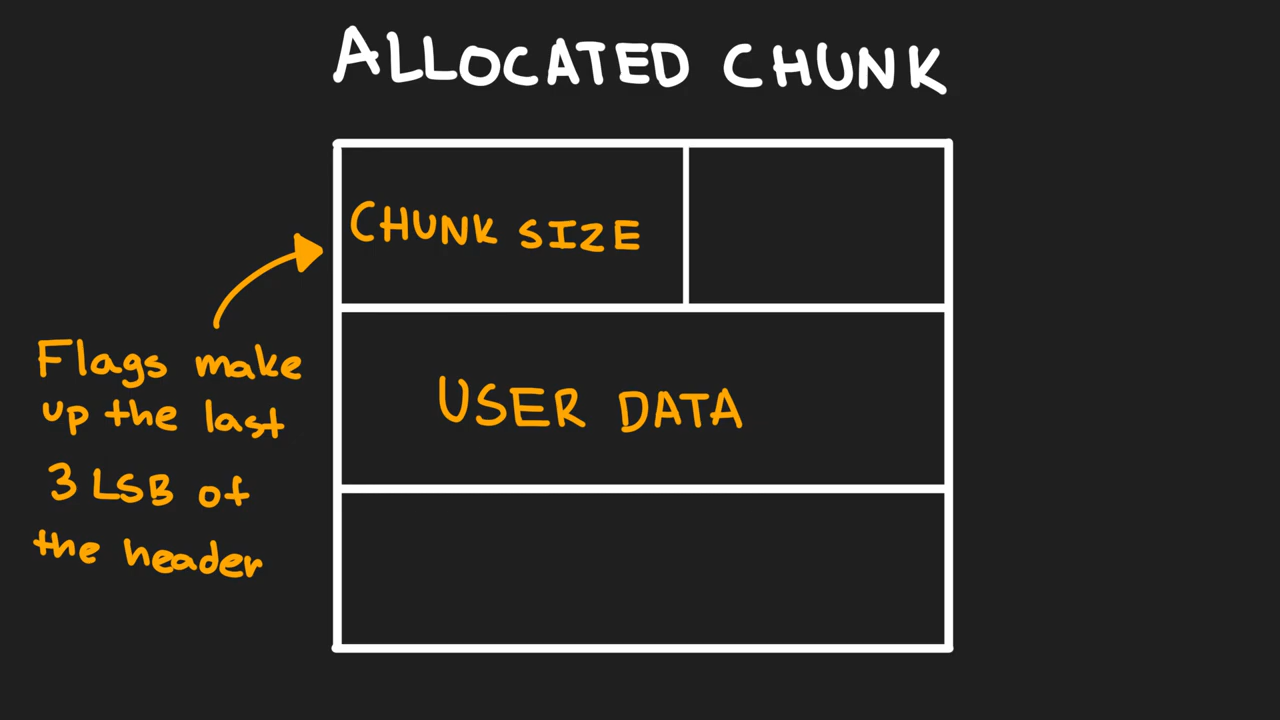 ALLOCATED CHUNK
CHUNK SIZE
Flags make
up the last
3 LSB of
the header
USER DATA